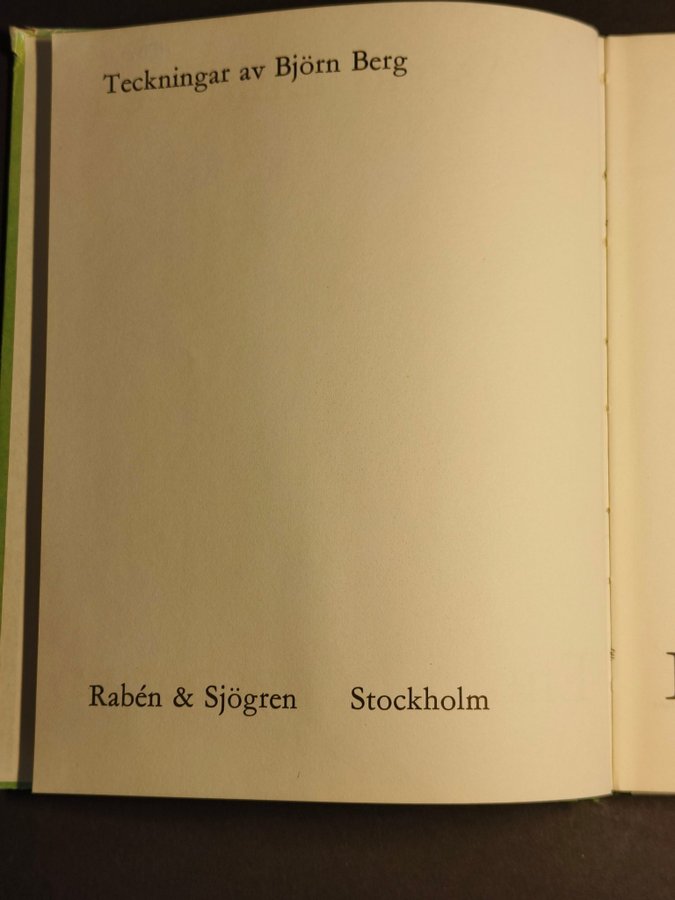 Teckningar av Björn Berg
Rabén & Sjögren Stockholm